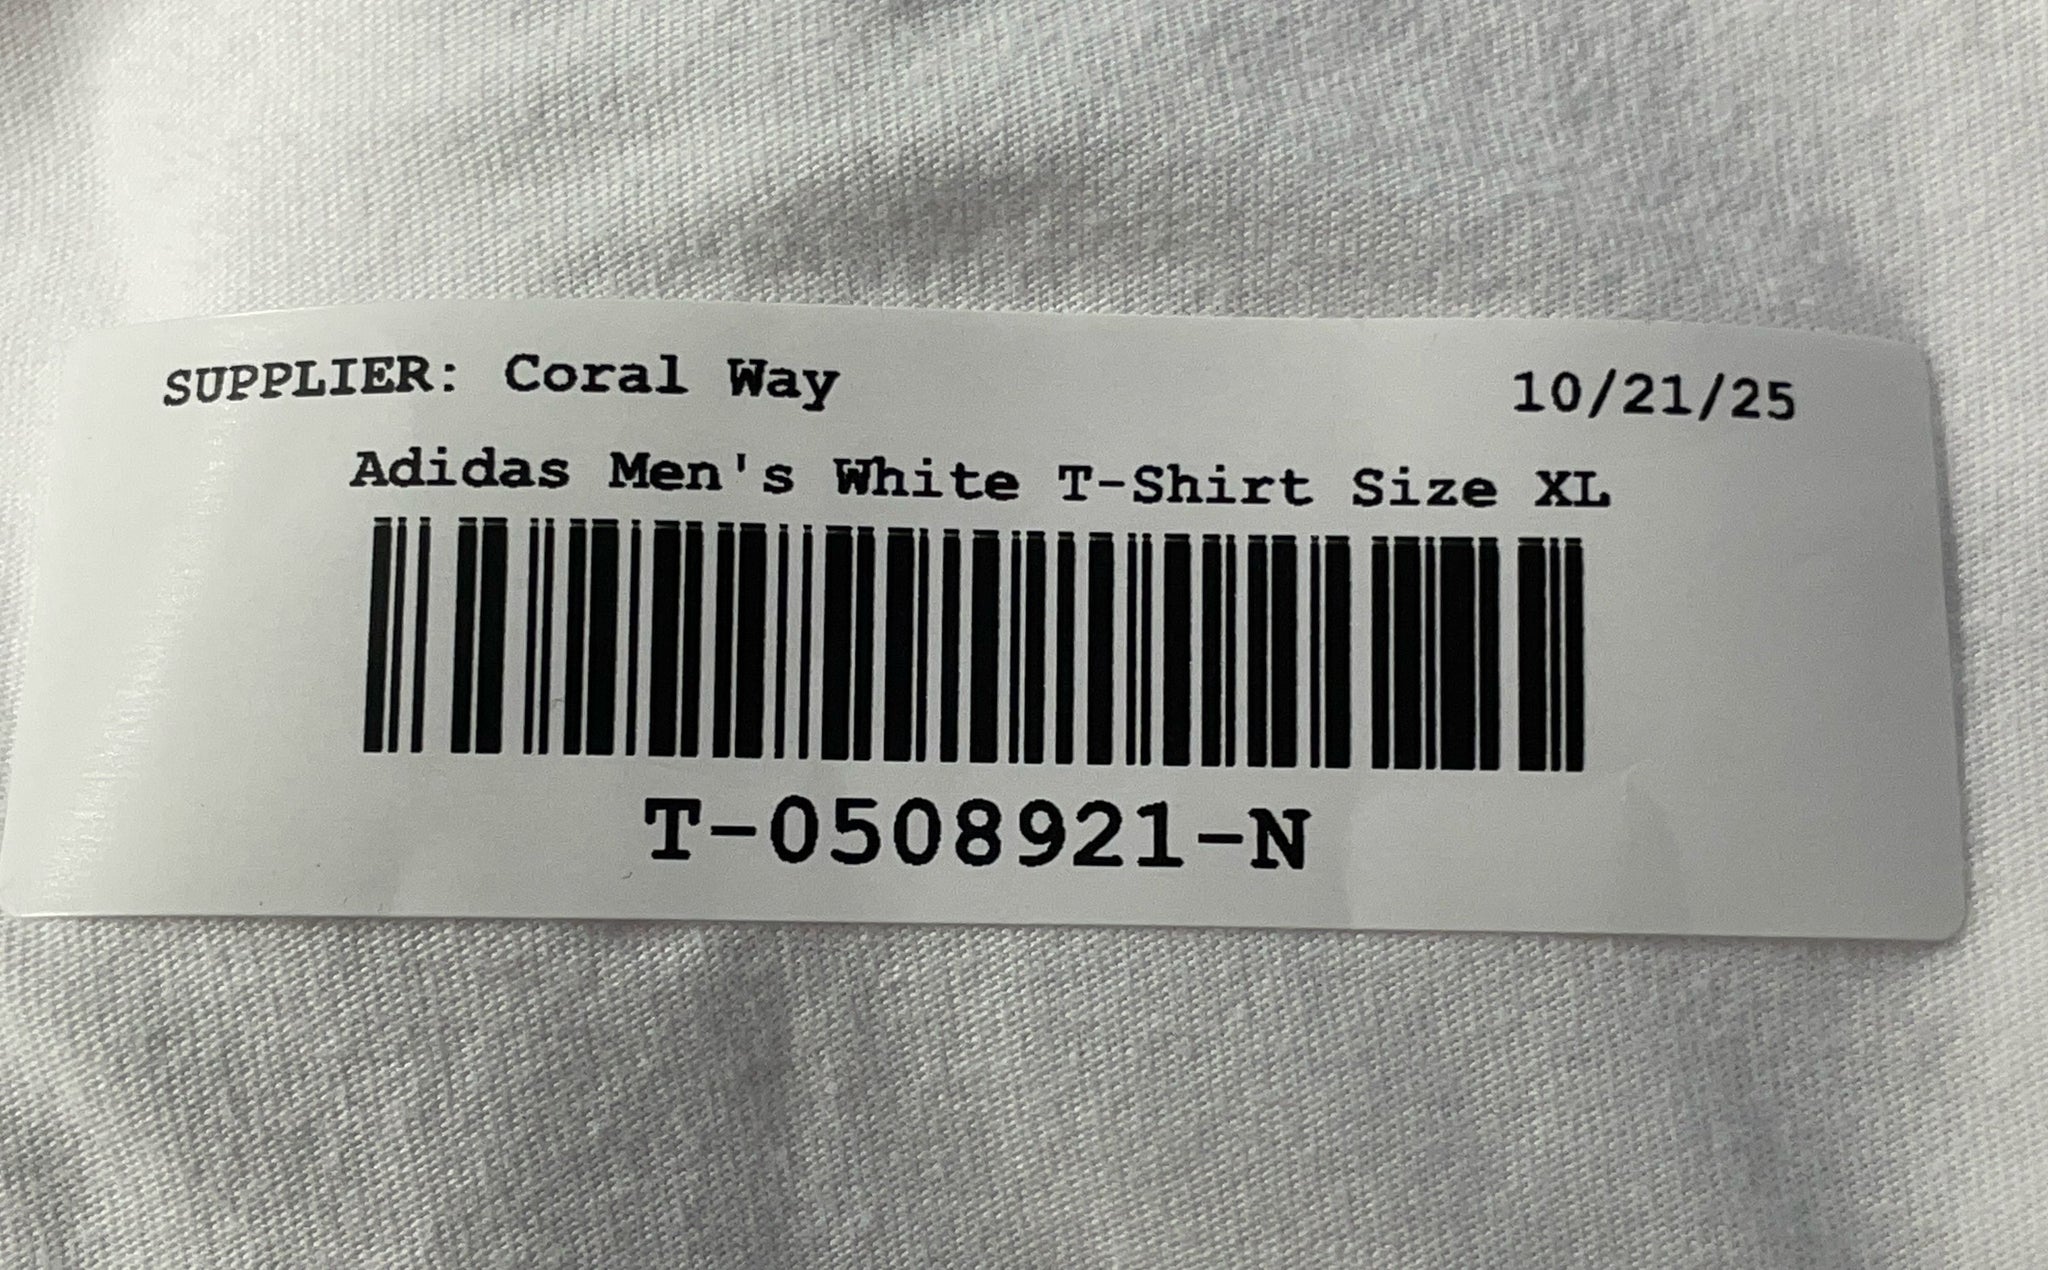 SUPPLIER: Coral Way 10/21/25
Adidas Men's White T-Shirt Size XL
T-0508921-N